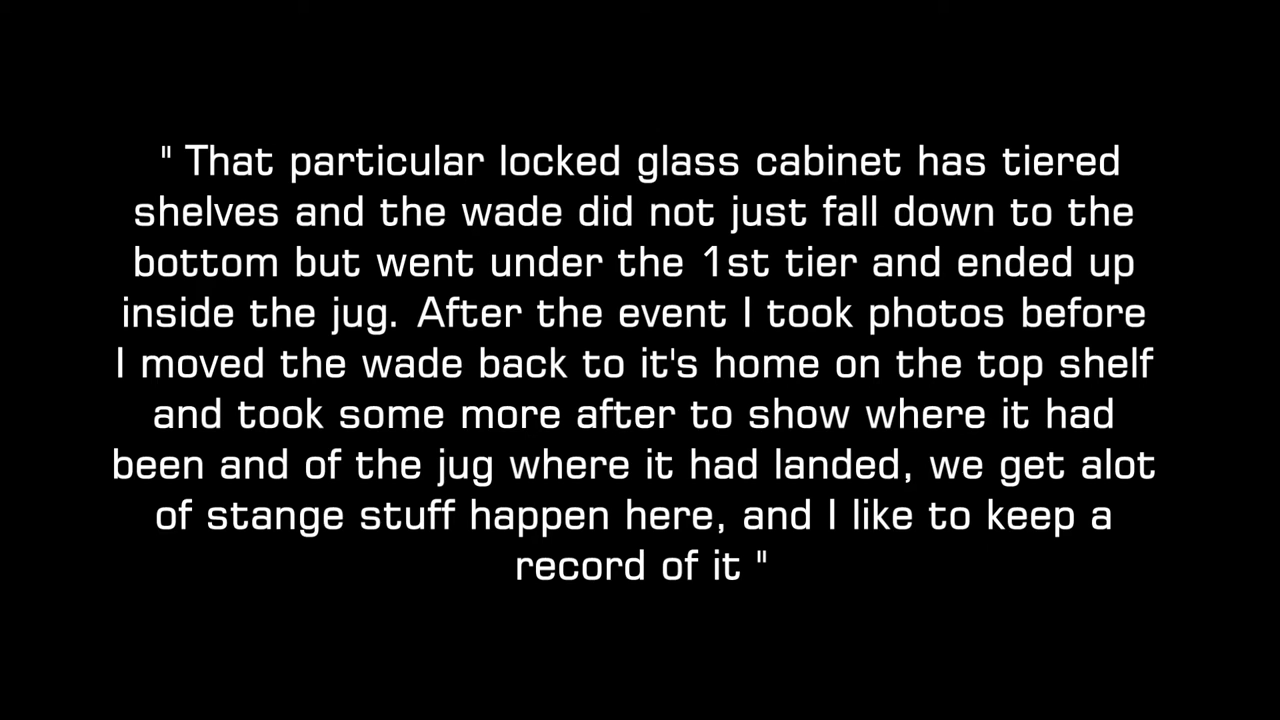 " That particular locked glass cabinet has tiered
shelves and the wade did not just fall down to the
bottom but went under the 1st tier and ended up
inside the jug. After the event I took photos before
I moved the wade back to it's home on the top shelf
and took some more after to show where it had
been and of the jug where it had landed, we get alot
of stange stuff happen here, and I like to keep a
record of it "